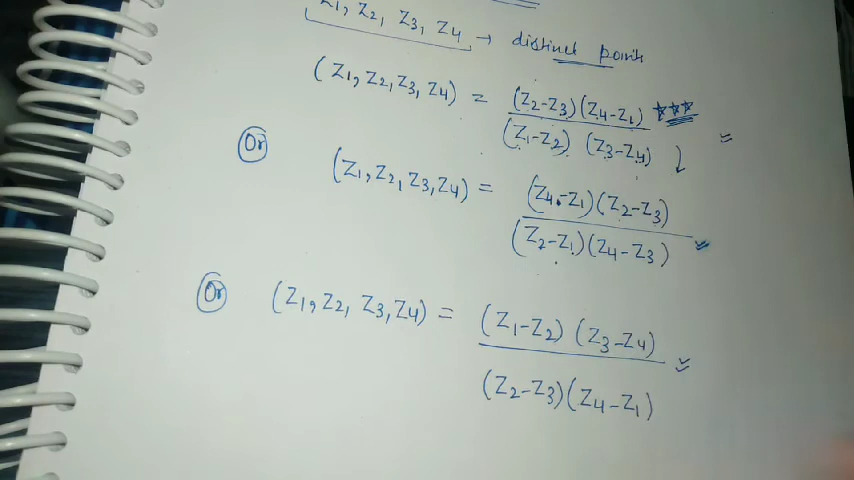 Z1, Z2, Z3, Z4 → distinct points
(Z1, Z2, Z3, Z4) = (Z2-Z3)(Z4-Z1) / (Z1-Z2) (Z3-Z4)
Or
(Z1, Z2, Z3, Z4) = (Z4-Z1)(Z2-Z3) / (Z2-Z1)(Z4-Z3)
Or (Z1, Z2, Z3, Z4) = (Z1-Z2) (Z3-Z4) / (Z2-Z3)(Z4-Z1)